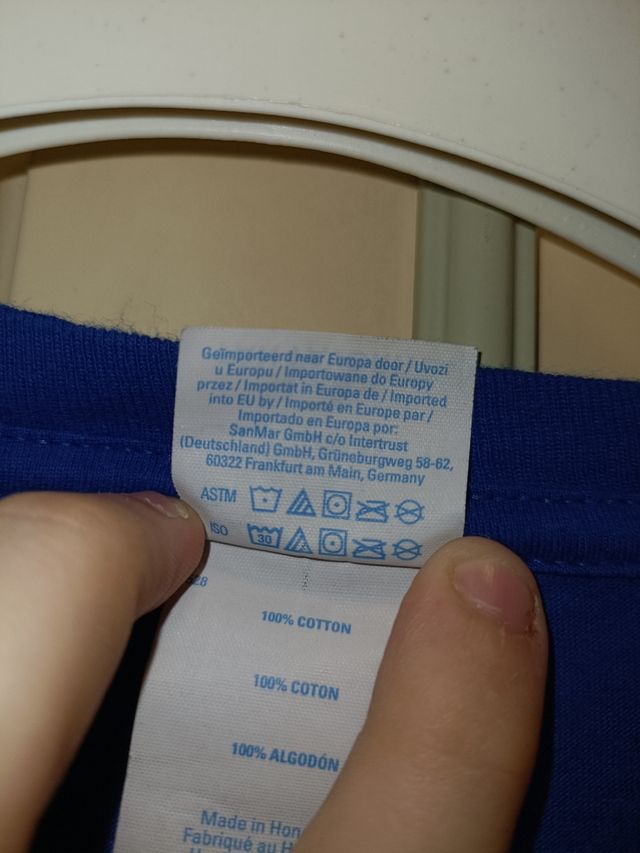 Geïmporteerd naar Europa door / Uvozi
u Europu / Importowane do Europy
przez / Importat in Europa de / Imported
into EU by / Importé en Europe par /
Importado en Europa por:
SanMar GmbH c/o Intertrust
(Deutschland) GmbH, Grüneburgweg 58-62,
60322 Frankfurt am Main, Germany
ASTM
ISO 30
100% COTTON
100% COTON
100% ALGODÓN
Made in
Fabriqué au